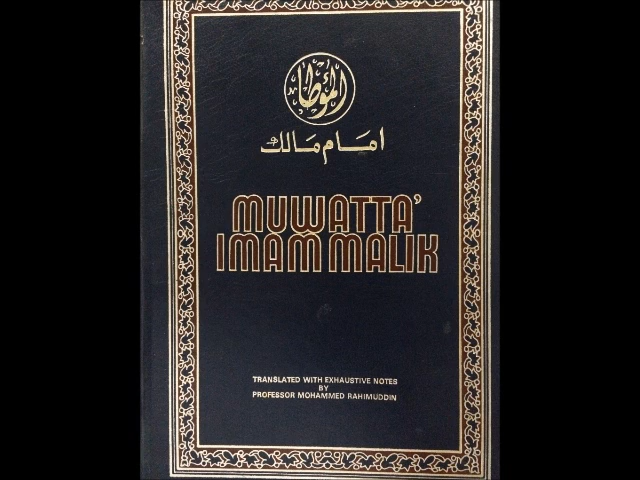 الموطأ
امام مالك
MUWATTA'
IMAM MALIK
TRANSLATED WITH EXHAUSTIVE NOTES
BY
PROFESSOR MOHAMMED RAHIMUDDIN